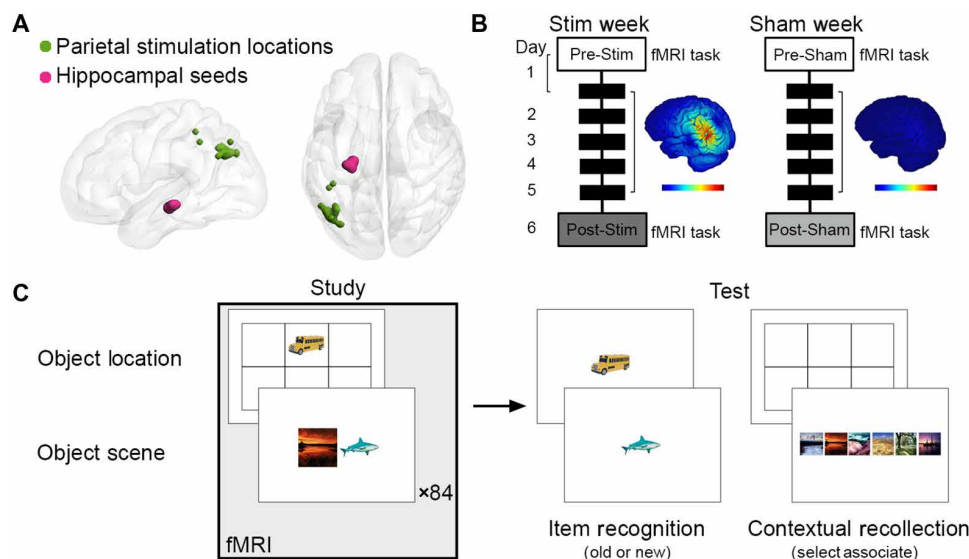 A
Parietal stimulation locations
Hippocampal seeds
B
Stim week
Sham week
Day
Pre-Stim fMRI task
Pre-Sham fMRI task
1
2
3
4
5
6
Post-Stim fMRI task
Post-Sham fMRI task
C
Study
Test
Object location
Object scene
×84
fMRI
Item recognition
(old or new)
Contextual recollection
(select associate)